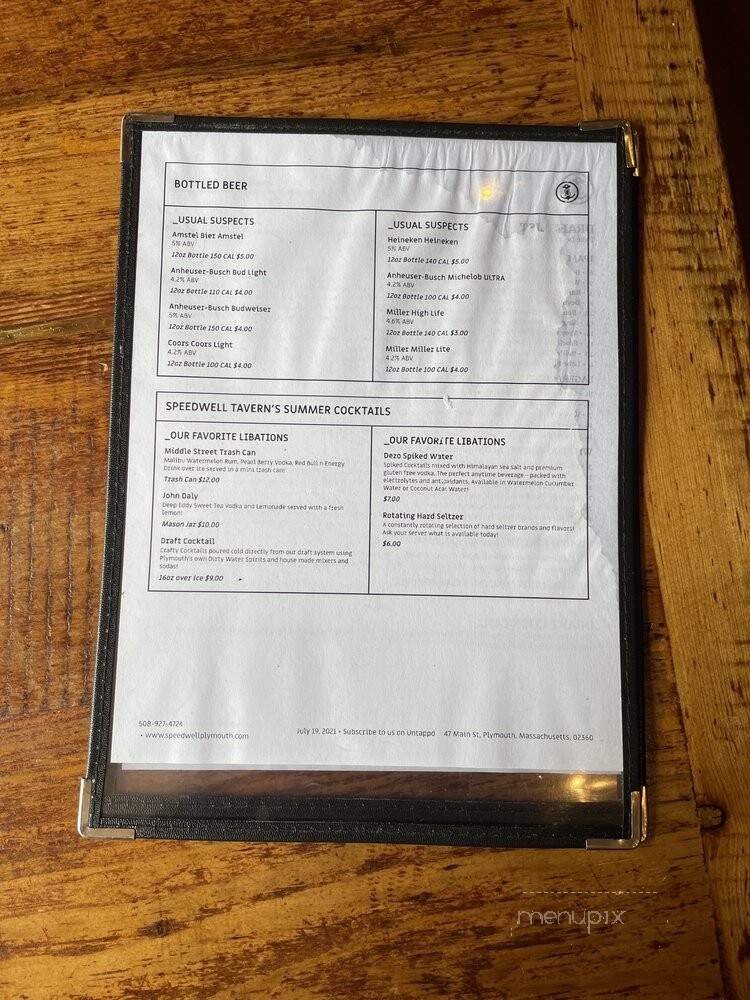 BOTTLED BEER
_USUAL SUSPECTS
Amstel Bier Amstel
5% ABV
12oz Bottle 150 CAL $5.00
Anheuser-Busch Bud Light
4.2% ABV
12oz Bottle 110 CAL $4.00
Anheuser-Busch Budweiser
5% ABV
12oz Bottle 150 CAL $4.00
Coors Coors Light
4.2% ABV
12oz Bottle 100 CAL $4.00
_USUAL SUSPECTS
Heineken Heineken
5% ABV
12oz Bottle 140 CAL $5.00
Anheuser-Busch Michelob ULTRA
4.2% ABV
12oz Bottle 100 CAL $4.00
Miller High Life
4.6% ABV
12oz Bottle 140 CAL $3.00
Miller Miller Lite
4.2% ABV
12oz Bottle 100 CAL $4.00
SPEEDWELL TAVERN'S SUMMER COCKTAILS
_OUR FAVORITE LIBATIONS
Middle Street Trash Can
Malibu Watermelon Rum, Pearl Berry Vodka, Red Bull n Energy
Drink over ice served in a mini trash can!
Trash Can $12.00
John Daly
Deep Eddy Sweet Tea Vodka and Lemonade served with a fresh
lemon!
Mason Jar $10.00
Draft Cocktail
Crafty Cocktails poured cold directly from our draft system using
Plymouth's own Dirty Water Spirits and house made mixers and
sodas!
16oz over ice $9.00
_OUR FAVORITE LIBATIONS
Dezo Spiked Water
Spiked Cocktails mixed with Himalayan sea salt and premium
gluten free vodka. The perfect anytime beverage - packed with
electrolytes and antioxidants. Available in Watermelon Cucumber
Water or Coconut Acai Water!
$7.00
Rotating Hard Seltzer
A constantly rotating selection of hard seltzer brands and flavors!
Ask your server what is available today!
$6.00
508-927-4724
• www.speedwellplymouth.com
July 19, 2021 • Subscribe to us on Untappd
47 Main St, Plymouth, Massachusetts, 02360
menupix